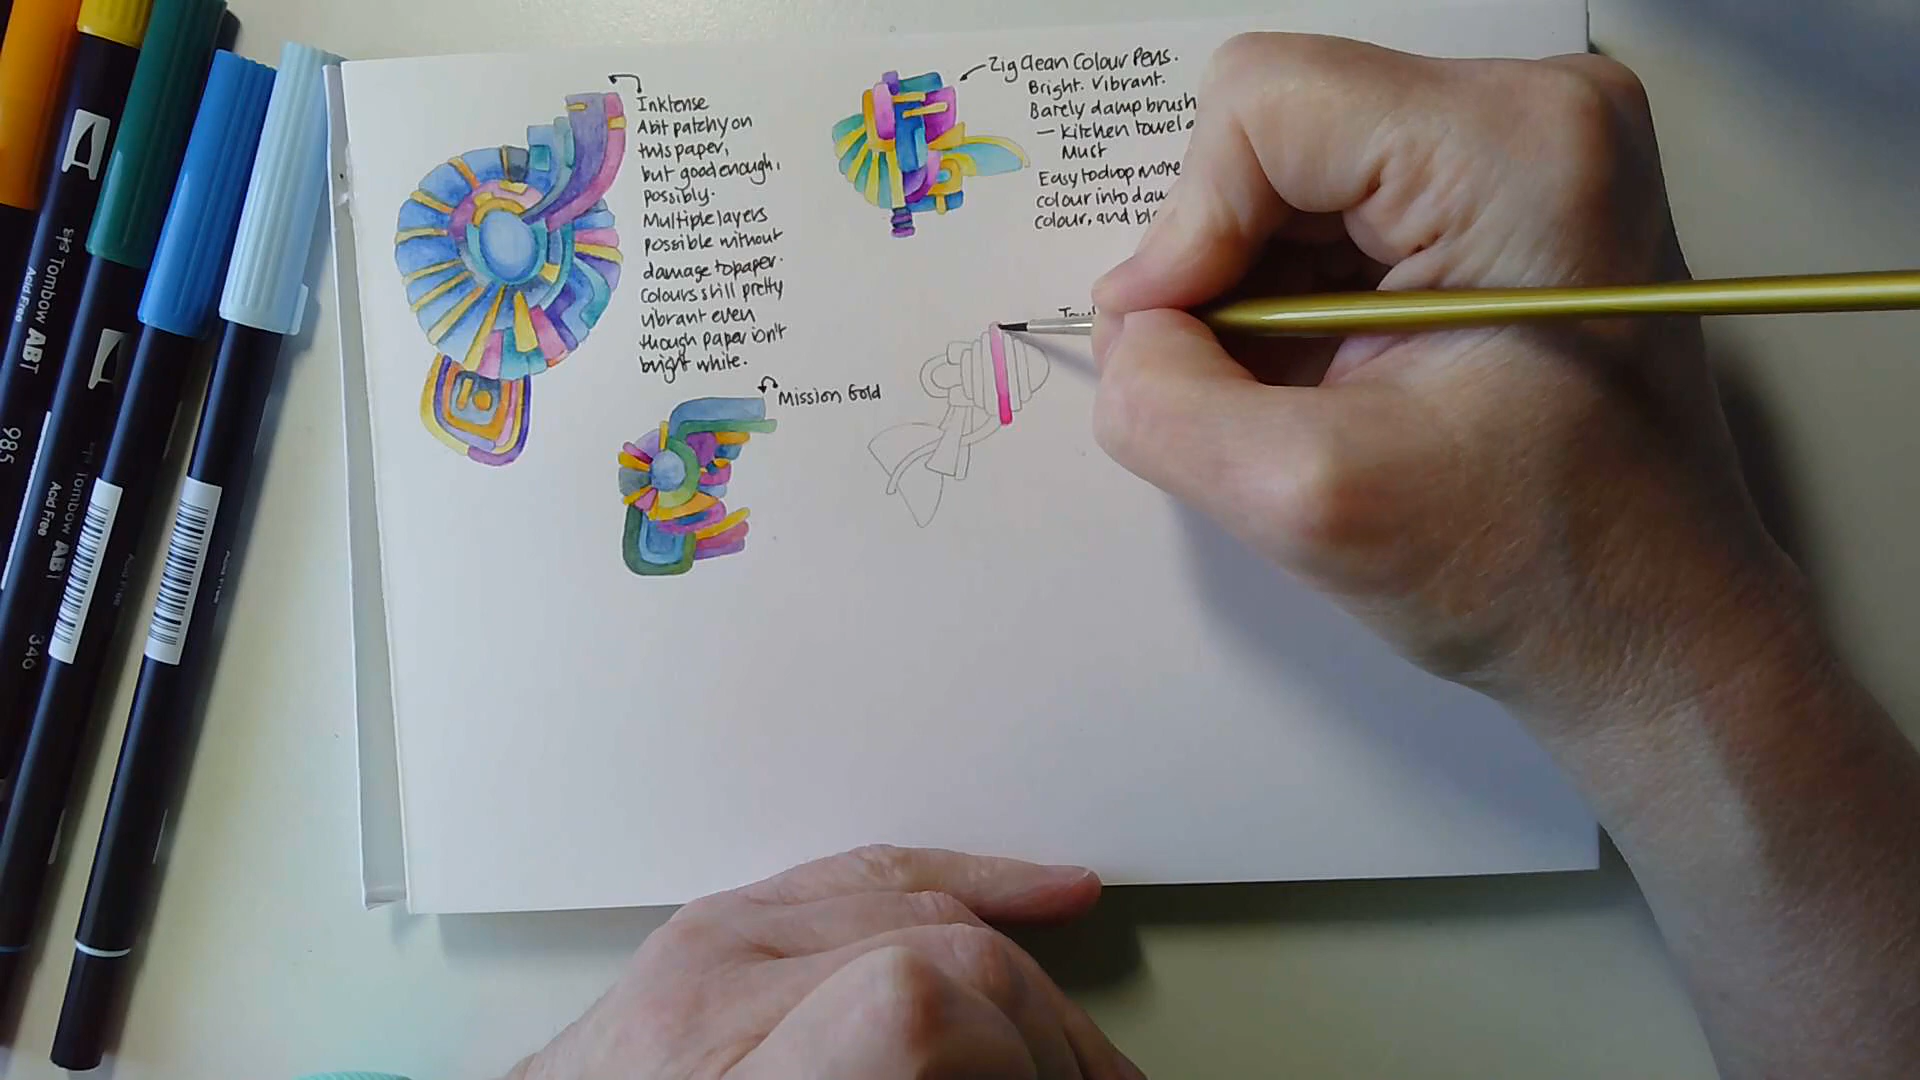 Inktense
A bit patchy on
this paper,
but good enough,
possibly.
Multiple layers
possible without
damage to paper.
Colours still pretty
vibrant even
though paper isn't
bright white.
Mission Gold
Zig Clean Colour Pens.
Bright. Vibrant.
Barely damp brush
— Kitchen towel a
Must
Easy to drop more
colour into
colour, and
Tombow ABT
Acid Free
985
Tombow ABT
Acid Free
340
Acid Free